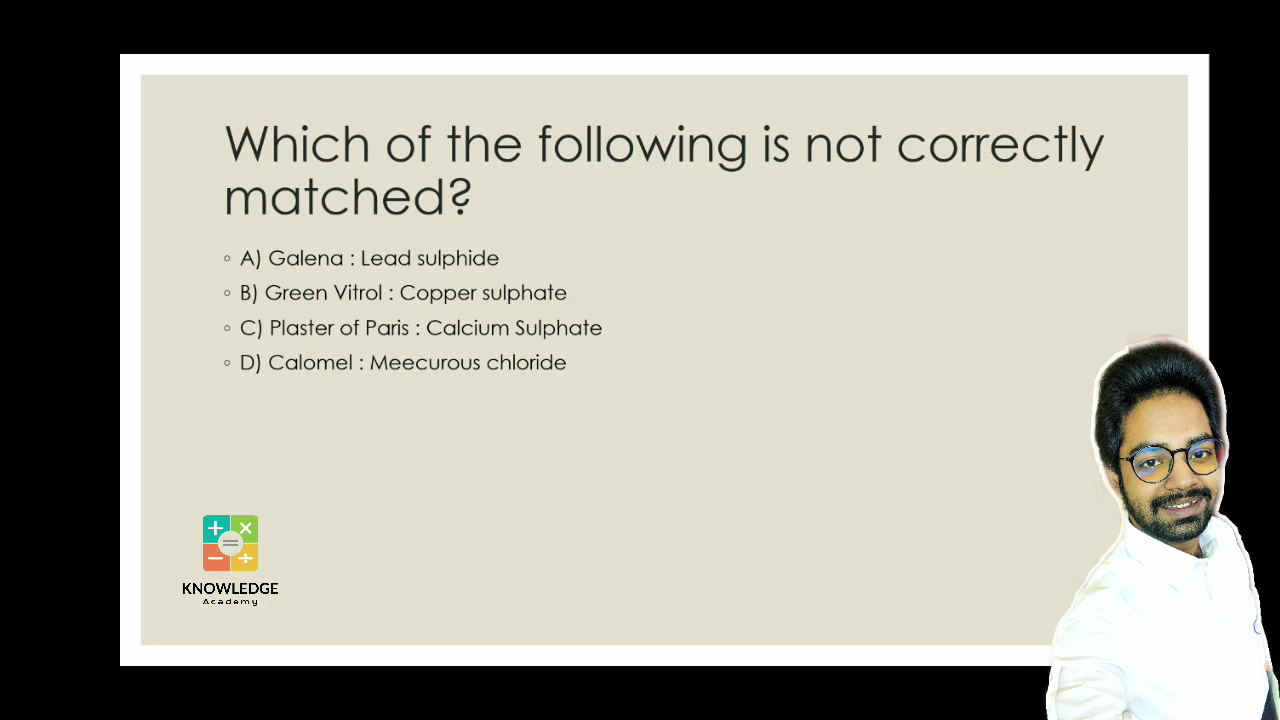 Which of the following is not correctly
matched?
◦ A) Galena : Lead sulphide
◦ B) Green Vitrol : Copper sulphate
◦ C) Plaster of Paris : Calcium Sulphate
◦ D) Calomel : Meecurous chloride
KNOWLEDGE
Academy